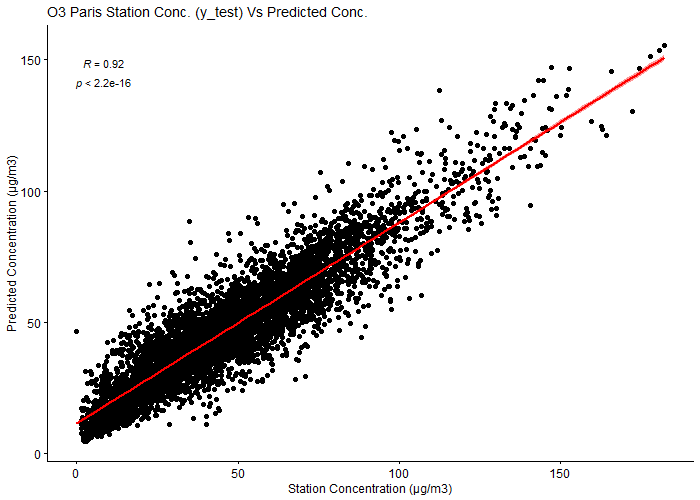 O3 Paris Station Conc. (y_test) Vs Predicted Conc.
R = 0.92
p < 2.2e-16
Predicted Concentration (µg/m3)
150
100
50
0
0 50 100 150
Station Concentration (µg/m3)